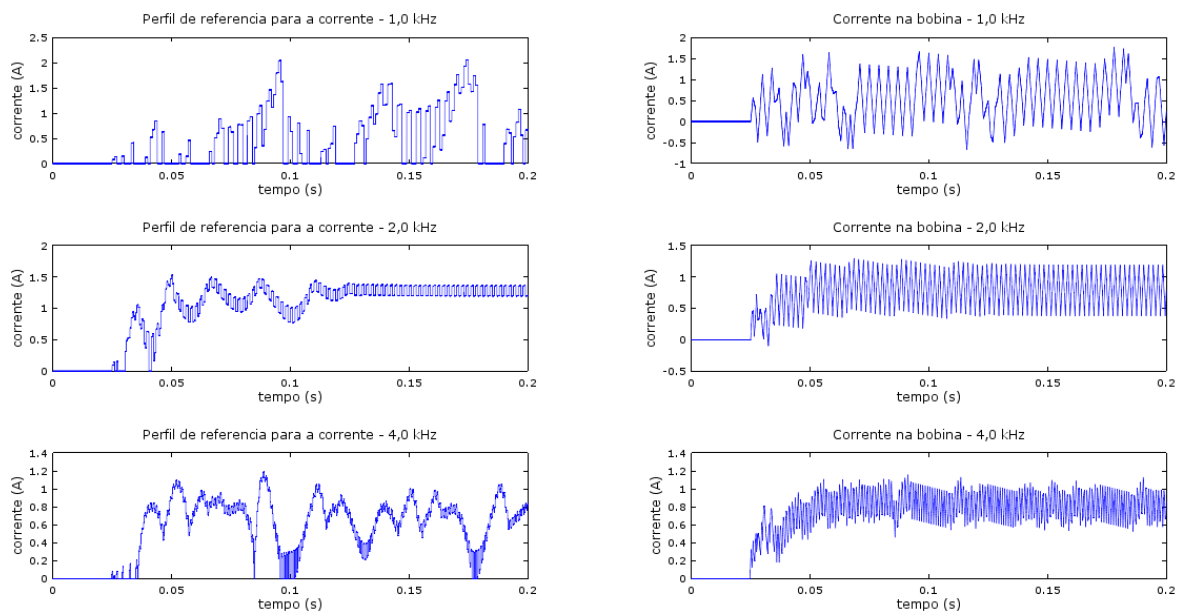 Perfil de referencia para a corrente - 1,0 kHz
corrente (A)
2.5
2
1.5
1
0.5
0
0 0.05 0.1 0.15 0.2
tempo (s)
Corrente na bobina - 1,0 kHz
corrente (A)
2
1.5
1
0.5
0
-0.5
-1
0 0.05 0.1 0.15 0.2
tempo (s)
Perfil de referencia para a corrente - 2,0 kHz
corrente (A)
2
1.5
1
0.5
0
0 0.05 0.1 0.15 0.2
tempo (s)
Corrente na bobina - 2,0 kHz
corrente (A)
1.5
1
0.5
0
-0.5
0 0.05 0.1 0.15 0.2
tempo (s)
Perfil de referencia para a corrente - 4,0 kHz
corrente (A)
1.4
1.2
1
0.8
0.6
0.4
0.2
0
0 0.05 0.1 0.15 0.2
tempo (s)
Corrente na bobina - 4,0 kHz
corrente (A)
1.4
1.2
1
0.8
0.6
0.4
0.2
0
0 0.05 0.1 0.15 0.2
tempo (s)